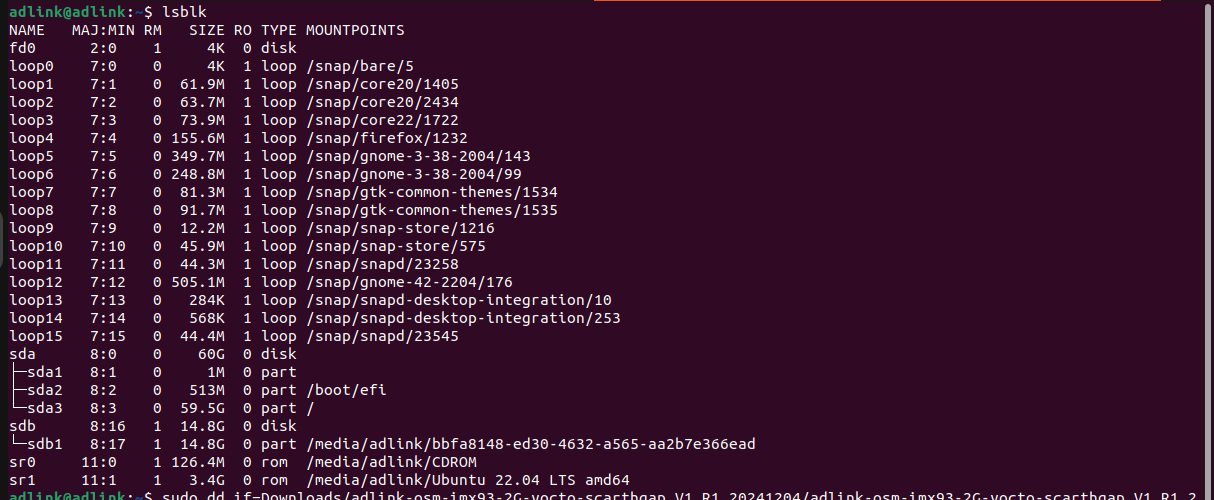 adlink@adlink:~$ lsblk
NAME   MAJ:MIN RM   SIZE RO TYPE MOUNTPOINTS
fd0      2:0    1     4K  0 disk
loop0    7:0    0     4K  1 loop /snap/bare/5
loop1    7:1    0  61.9M  1 loop /snap/core20/1405
loop2    7:2    0  63.7M  1 loop /snap/core20/2434
loop3    7:3    0  73.9M  1 loop /snap/core22/1722
loop4    7:4    0 155.6M  1 loop /snap/firefox/1232
loop5    7:5    0 349.7M  1 loop /snap/gnome-3-38-2004/143
loop6    7:6    0 248.8M  1 loop /snap/gnome-3-38-2004/99
loop7    7:7    0  81.3M  1 loop /snap/gtk-common-themes/1534
loop8    7:8    0  91.7M  1 loop /snap/gtk-common-themes/1535
loop9    7:9    0  12.2M  1 loop /snap/snap-store/1216
loop10   7:10   0  45.9M  1 loop /snap/snap-store/575
loop11   7:11   0  44.3M  1 loop /snap/snapd/23258
loop12   7:12   0 505.1M  1 loop /snap/gnome-42-2204/176
loop13   7:13   0   284K  1 loop /snap/snapd-desktop-integration/10
loop14   7:14   0   568K  1 loop /snap/snapd-desktop-integration/253
loop15   7:15   0  44.4M  1 loop /snap/snapd/23545
sda      8:0    0    60G  0 disk
├─sda1   8:1    0     1M  0 part
├─sda2   8:2    0   513M  0 part /boot/efi
└─sda3   8:3    0  59.5G  0 part /
sdb      8:16   1  14.8G  0 disk
└─sdb1   8:17   1  14.8G  0 part /media/adlink/bbfa8148-ed30-4632-a565-aa2b7e366ead
sr0     11:0    1 126.4M  0 rom  /media/adlink/CDROM
sr1     11:1    1   3.4G  0 rom  /media/adlink/Ubuntu 22.04 LTS amd64
adlink@adlink:~$ sudo dd if=Downloads/adlink-osm-imx93-2G-yocto-scarthgap_V1_R1_20241204/adlink-osm-imx93-2G-yocto-scarthgap_V1_R1_2